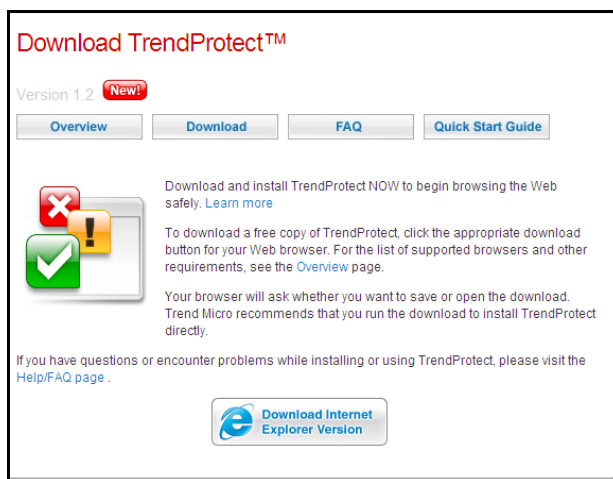 Download TrendProtect™
Version 1.2 New!
Overview Download FAQ Quick Start Guide
Download and install TrendProtect NOW to begin browsing the Web
safely. Learn more
To download a free copy of TrendProtect, click the appropriate download
button for your Web browser. For the list of supported browsers and other
requirements, see the Overview page.
Your browser will ask whether you want to save or open the download.
Trend Micro recommends that you run the download to install TrendProtect
directly.
If you have questions or encounter problems while installing or using TrendProtect, please visit the
Help/FAQ page .
Download Internet
Explorer Version